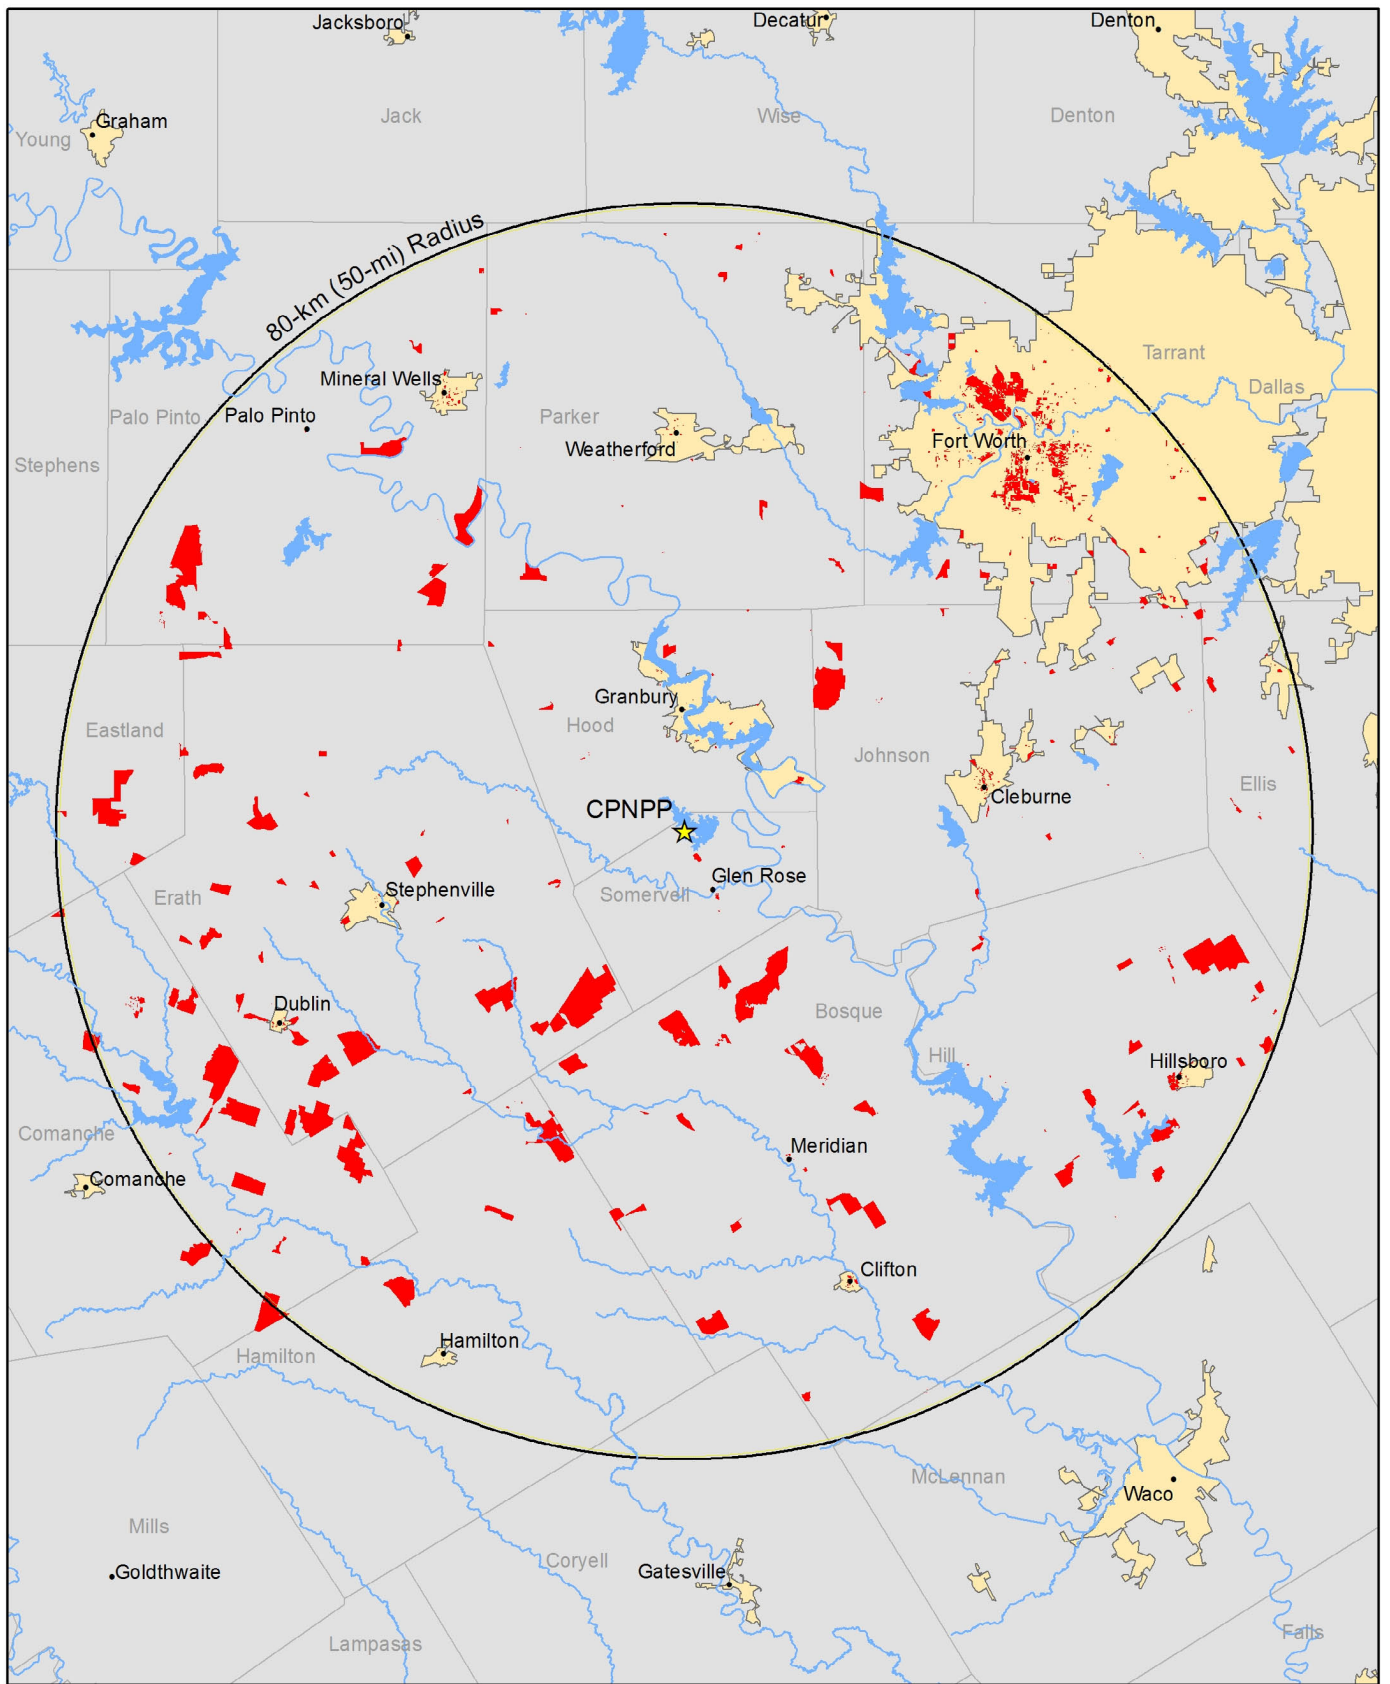 Jacksboro
Decatur
Denton
Jack
Wise
Denton
Graham
Young
80-km (50-mi) Radius
Tarrant
Mineral Wells
Dallas
Palo Pinto
Palo Pinto
Parker
Fort Worth
Weatherford
Stephens
Granbury
Hood
Eastland
Johnson
Ellis
Cleburne
CPNPP
Glen Rose
Stephenville
Erath
Somervell
Dublin
Bosque
Hill
Hillsboro
Comanche
Meridian
Comanche
Clifton
Hamilton
Hamilton
McLennan
Waco
Mills
Coryell
Goldthwaite
Gatesville
Falls
Lampasas